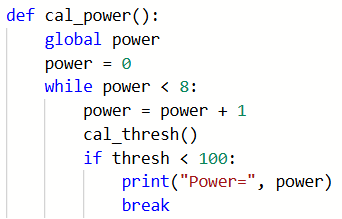 def cal_power():
    global power
    power = 0
    while power < 8:
        power = power + 1
        cal_thresh()
        if thresh < 100:
            print("Power=", power)
            break